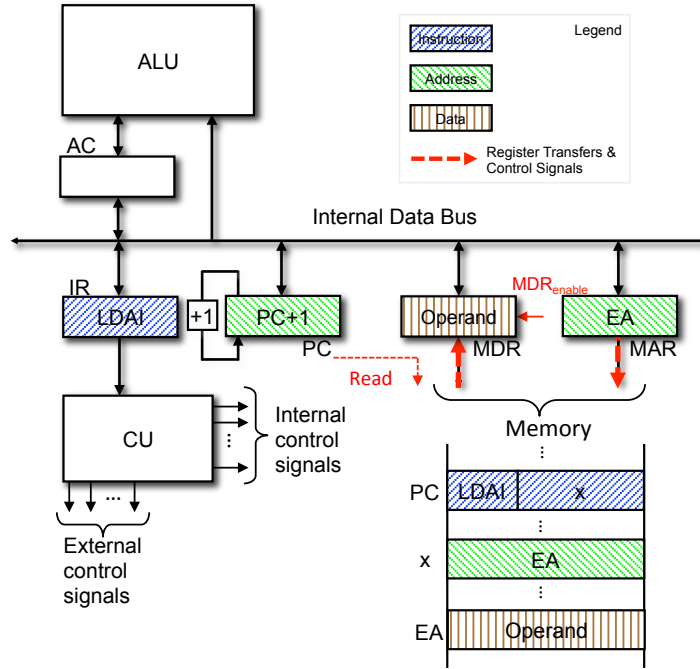 ALU
Legend
Instruction
Address
Data
Register Transfers &
Control Signals
AC
Internal Data Bus
IR
LDAI
+1
PC+1
PC
Operand
MDR
MDRenable
EA
MAR
Read
CU
...
Internal
control
signals
...
External
control
signals
Memory
...
PC
LDAI
x
...
x
EA
...
EA
Operand